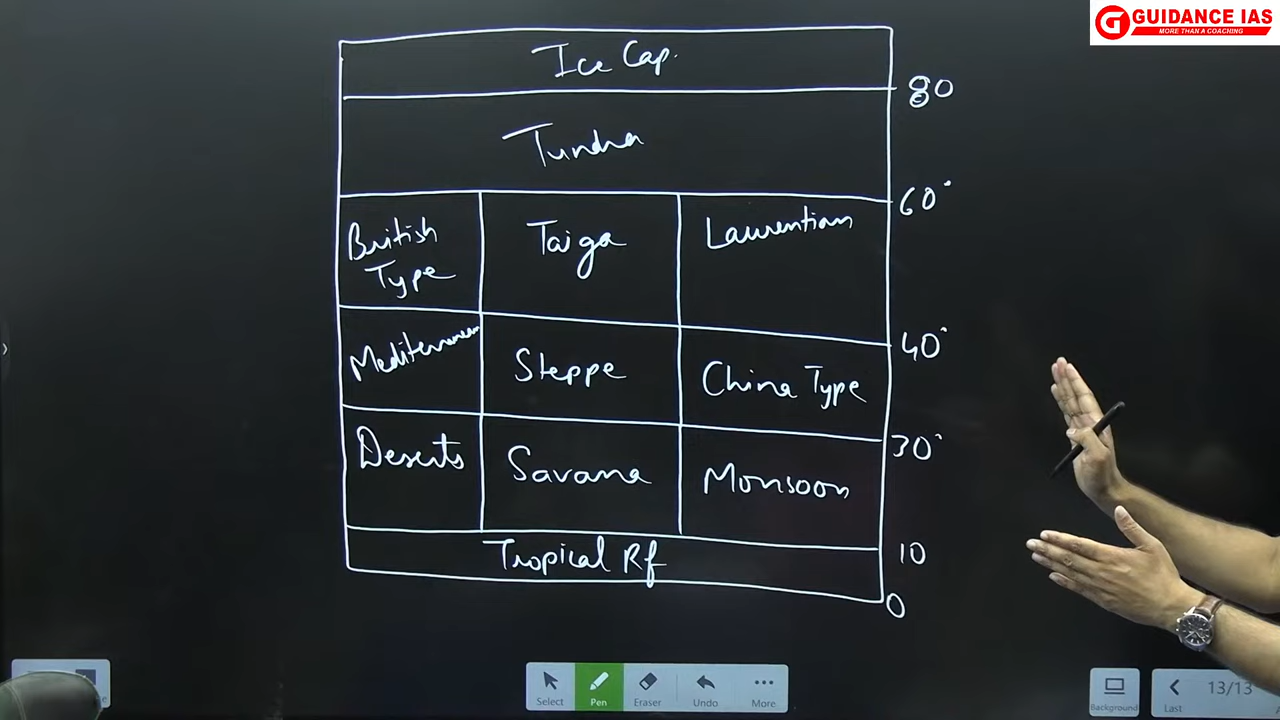 GUIDANCE IAS
MORE THAN A COACHING
Ice Cap.
80
Tundra
60°
British
Type
Taiga
Laurentian
40°
Mediterranean
Steppe
China Type
30°
Deserts
Savana
Monsoon
10
Tropical Rf
0
Select
Pen
Eraser
Undo
More
Background
Last
13/13